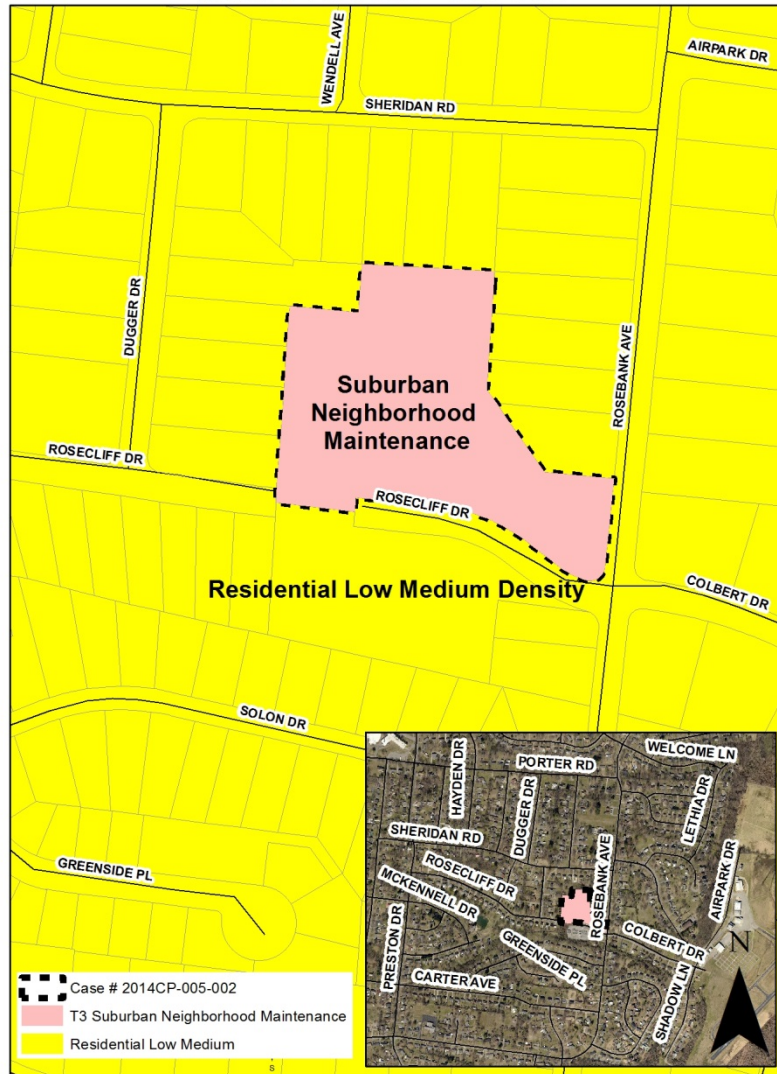 WENDELL AVE
AIRPARK DR
SHERIDAN RD
DUGGER DR
ROSEBANK AVE
Suburban
Neighborhood
Maintenance
ROSECLIFF DR
ROSECLIFF DR
Residential Low Medium Density
COLBERT DR
SOLON DR
GREENSIDE PL
Case # 2014CP-005-002
T3 Suburban Neighborhood Maintenance
Residential Low Medium
WELCOME LN
PORTER RD
HAYDEN DR
DUGGER DR
LETHIA DR
SHERIDAN RD
ROSECLIFF DR
ROSEBANK AVE
AIRPARK DR
MCKENNELL DR
PRESTON DR
GREENSIDE PL
COLBERT DR
CARTER AVE
SHADOW LN
N